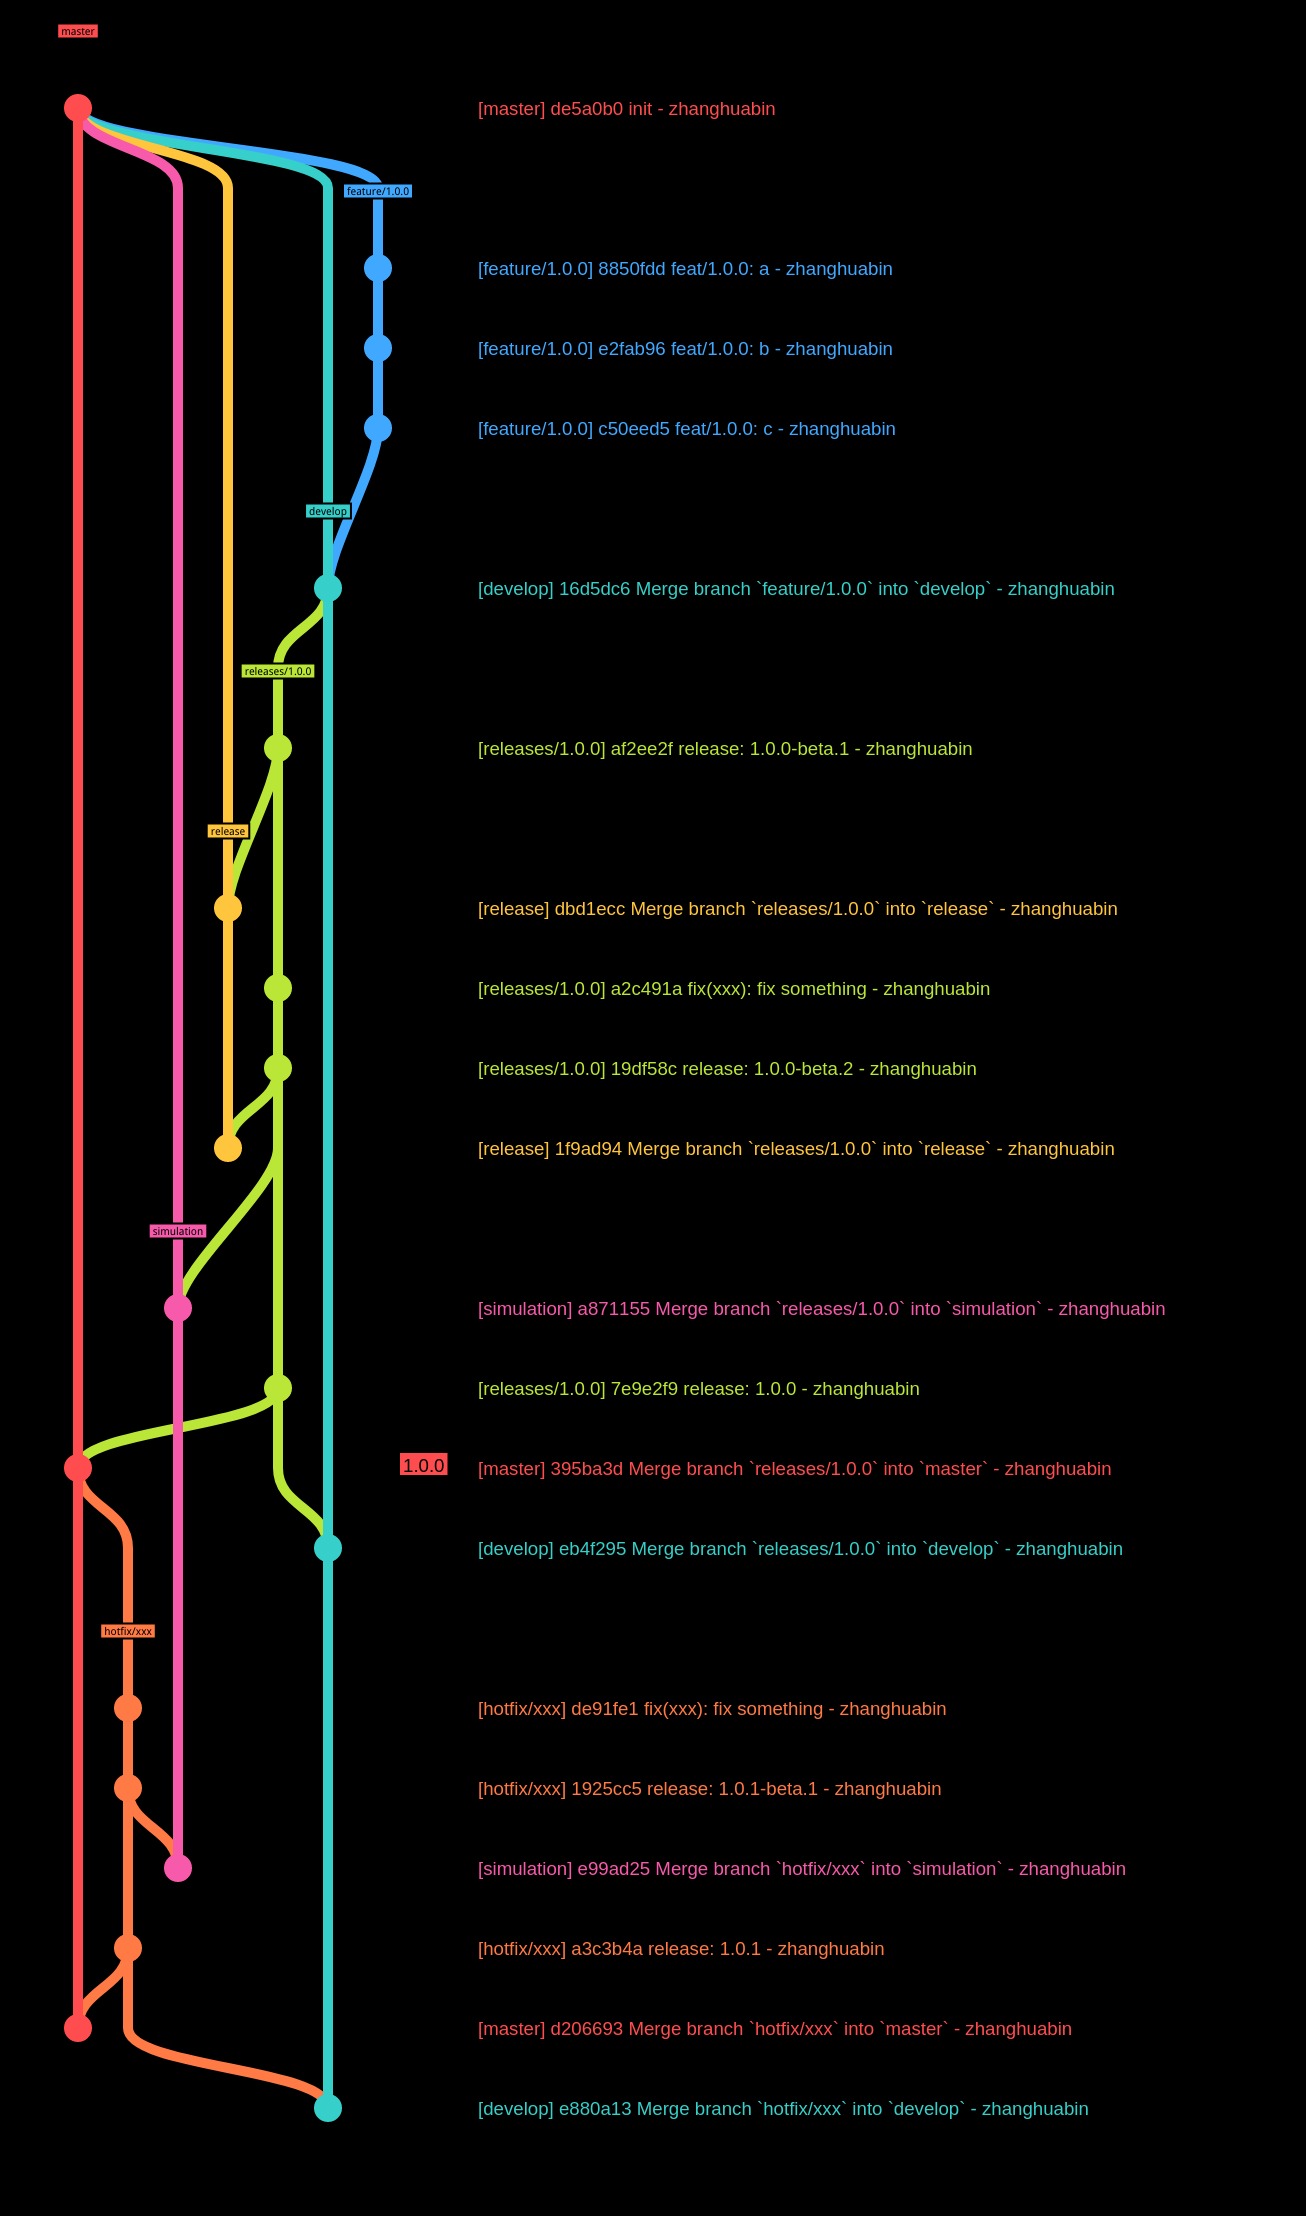 master
[master] de5a0b0 init - zhanghuabin
feature/1.0.0
[feature/1.0.0] 8850fdd feat/1.0.0: a - zhanghuabin
[feature/1.0.0] e2fab96 feat/1.0.0: b - zhanghuabin
[feature/1.0.0] c50eed5 feat/1.0.0: c - zhanghuabin
develop
[develop] 16d5dc6 Merge branch `feature/1.0.0` into `develop` - zhanghuabin
releases/1.0.0
[releases/1.0.0] af2ee2f release: 1.0.0-beta.1 - zhanghuabin
release
[release] dbd1ecc Merge branch `releases/1.0.0` into `release` - zhanghuabin
[releases/1.0.0] a2c491a fix(xxx): fix something - zhanghuabin
[releases/1.0.0] 19df58c release: 1.0.0-beta.2 - zhanghuabin
[release] 1f9ad94 Merge branch `releases/1.0.0` into `release` - zhanghuabin
simulation
[simulation] a871155 Merge branch `releases/1.0.0` into `simulation` - zhanghuabin
[releases/1.0.0] 7e9e2f9 release: 1.0.0 - zhanghuabin
1.0.0 [master] 395ba3d Merge branch `releases/1.0.0` into `master` - zhanghuabin
[develop] eb4f295 Merge branch `releases/1.0.0` into `develop` - zhanghuabin
hotfix/xxx
[hotfix/xxx] de91fe1 fix(xxx): fix something - zhanghuabin
[hotfix/xxx] 1925cc5 release: 1.0.1-beta.1 - zhanghuabin
[simulation] e99ad25 Merge branch `hotfix/xxx` into `simulation` - zhanghuabin
[hotfix/xxx] a3c3b4a release: 1.0.1 - zhanghuabin
[master] d206693 Merge branch `hotfix/xxx` into `master` - zhanghuabin
[develop] e880a13 Merge branch `hotfix/xxx` into `develop` - zhanghuabin